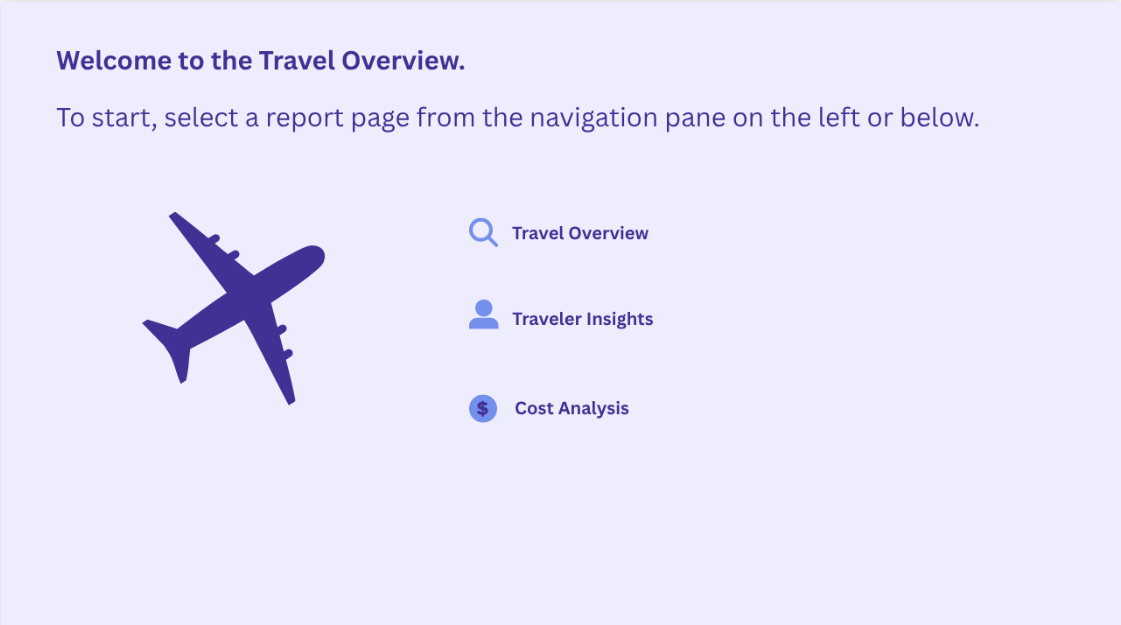 Welcome to the Travel Overview.
To start, select a report page from the navigation pane on the left or below.
Travel Overview
Traveler Insights
$ Cost Analysis